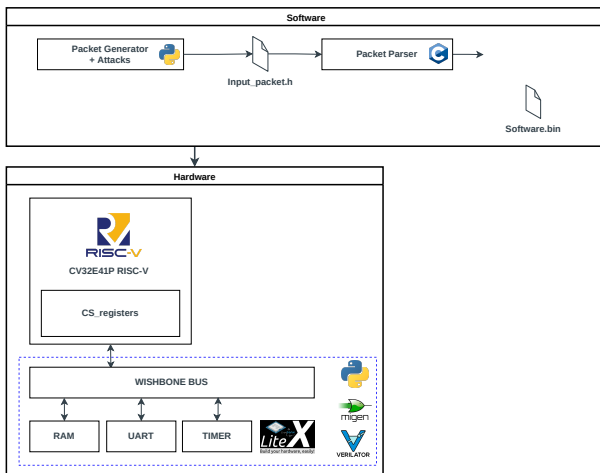 Software
Packet Generator
+ Attacks
Input_packet.h
Packet Parser
C
Software.bin
Hardware
RISC-V
CV32E41P RISC-V
CS_registers
WISHBONE BUS
RAM
UART
TIMER
LiteX
Build your hardware, easily!
migen
VERILATOR